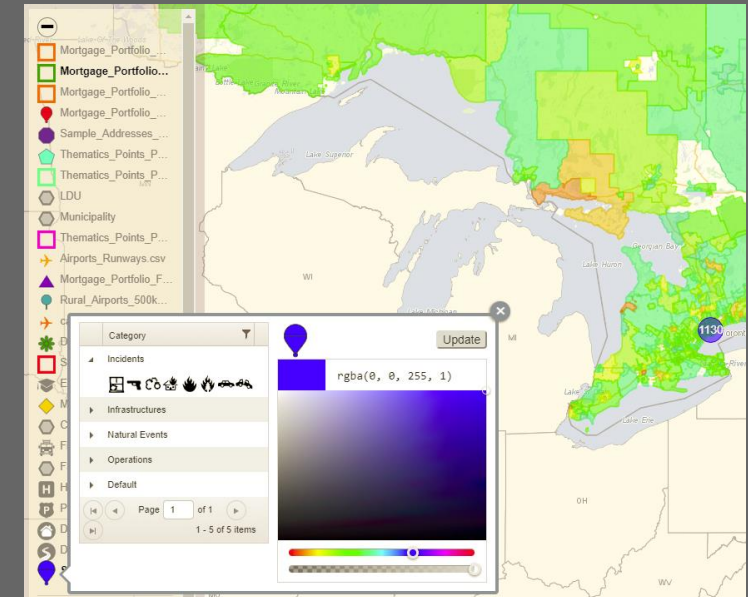 Mortgage_Portfolio_...
Mortgage_Portfolio...
Mortgage_Portfolio_...
Mortgage_Portfolio_...
Sample_Addresses_...
Thematics_Points_P...
Thematics_Points_P...
LDU
Municipality
Thematics_Points_P...
Airports_Runways.csv
Mortgage_Portfolio_F...
Rural_Airports_500k...
Category
Incidents
Infrastructures
Natural Events
Operations
Default
Page 1 of 1
1 - 5 of 5 items
Update
rgba(0, 0, 255, 1)
H
P
Lake Superior
WI
MI
Georgian Bay
Lake Huron
Lake Michigan
1130
Lake Erie
OH
WV